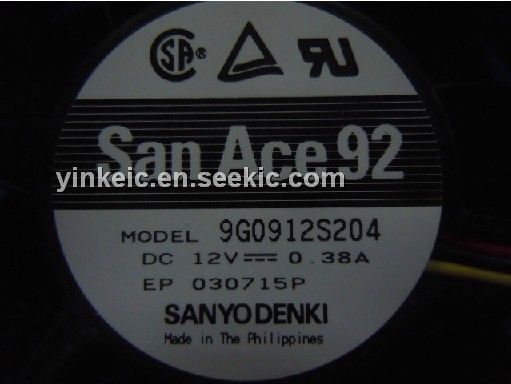 SA®
San Ace 92
yinkeic.en.seekic.com
MODEL 9G0912S204
DC 12V⎓ 0.38A
EP 030715P
SANYO DENKI
Made in The Philippines